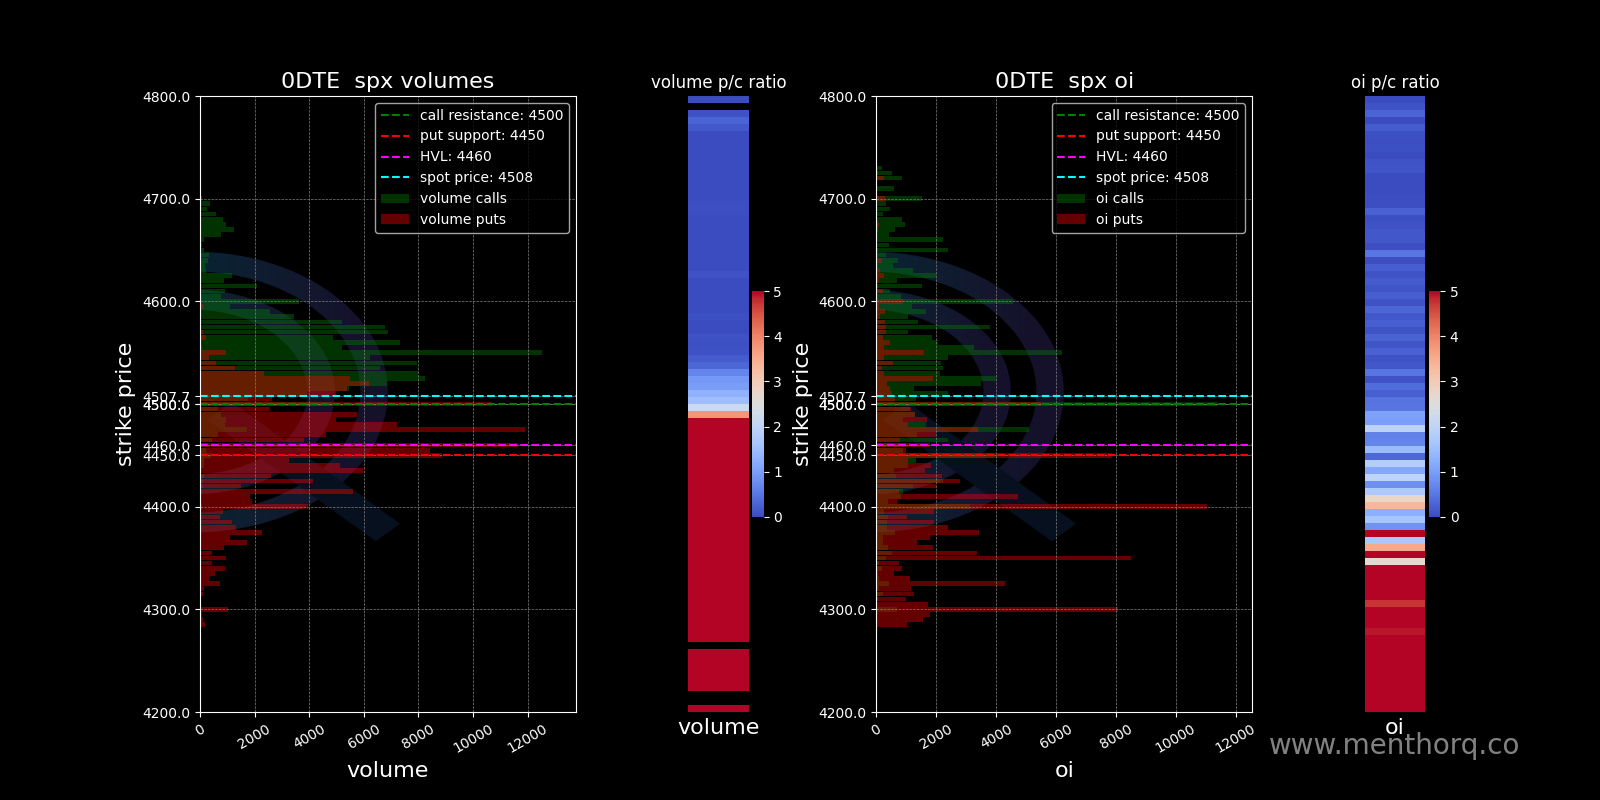 0DTE  spx volumes
4800.0
4700.0
4600.0
4507.7
4500.0
4460.0
4450.0
4400.0
4300.0
4200.0
strike price
call resistance: 4500
put support: 4450
HVL: 4460
spot price: 4508
volume calls
volume puts
0
2000
4000
6000
8000
10000
12000
volume
volume p/c ratio
5
4
3
2
1
0
volume
0DTE  spx oi
4800.0
4700.0
4600.0
4507.7
4500.0
4460.0
4450.0
4400.0
4300.0
4200.0
strike price
call resistance: 4500
put support: 4450
HVL: 4460
spot price: 4508
oi calls
oi puts
0
2000
4000
6000
8000
10000
12000
oi
oi p/c ratio
5
4
3
2
1
0
oi
www.menthorq.co